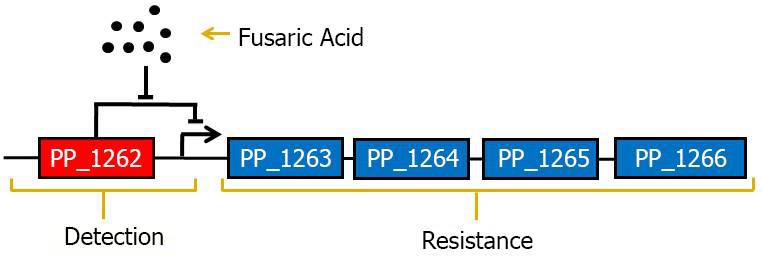 Fusaric Acid
PP_1262
PP_1263
PP_1264
PP_1265
PP_1266
Detection
Resistance